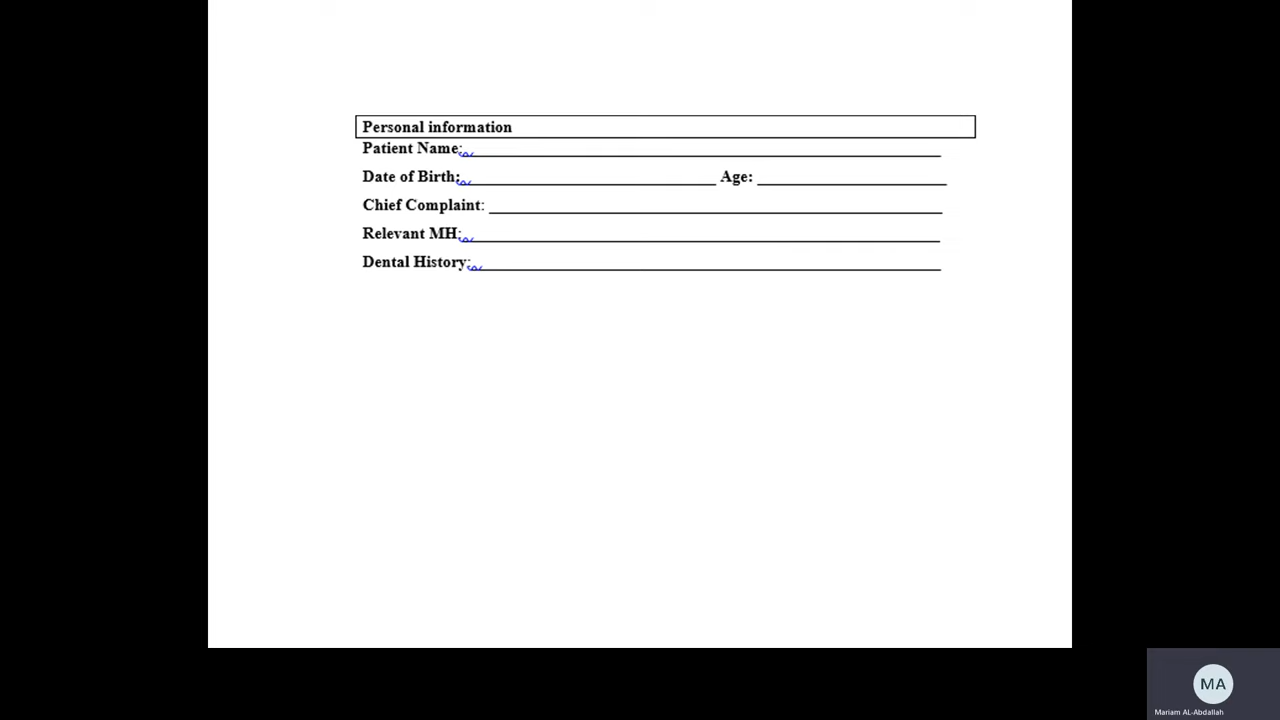 Personal information
Patient Name:
Date of Birth: Age:
Chief Complaint:
Relevant MH:
Dental History:
MA
Mariam AL-Abdallah